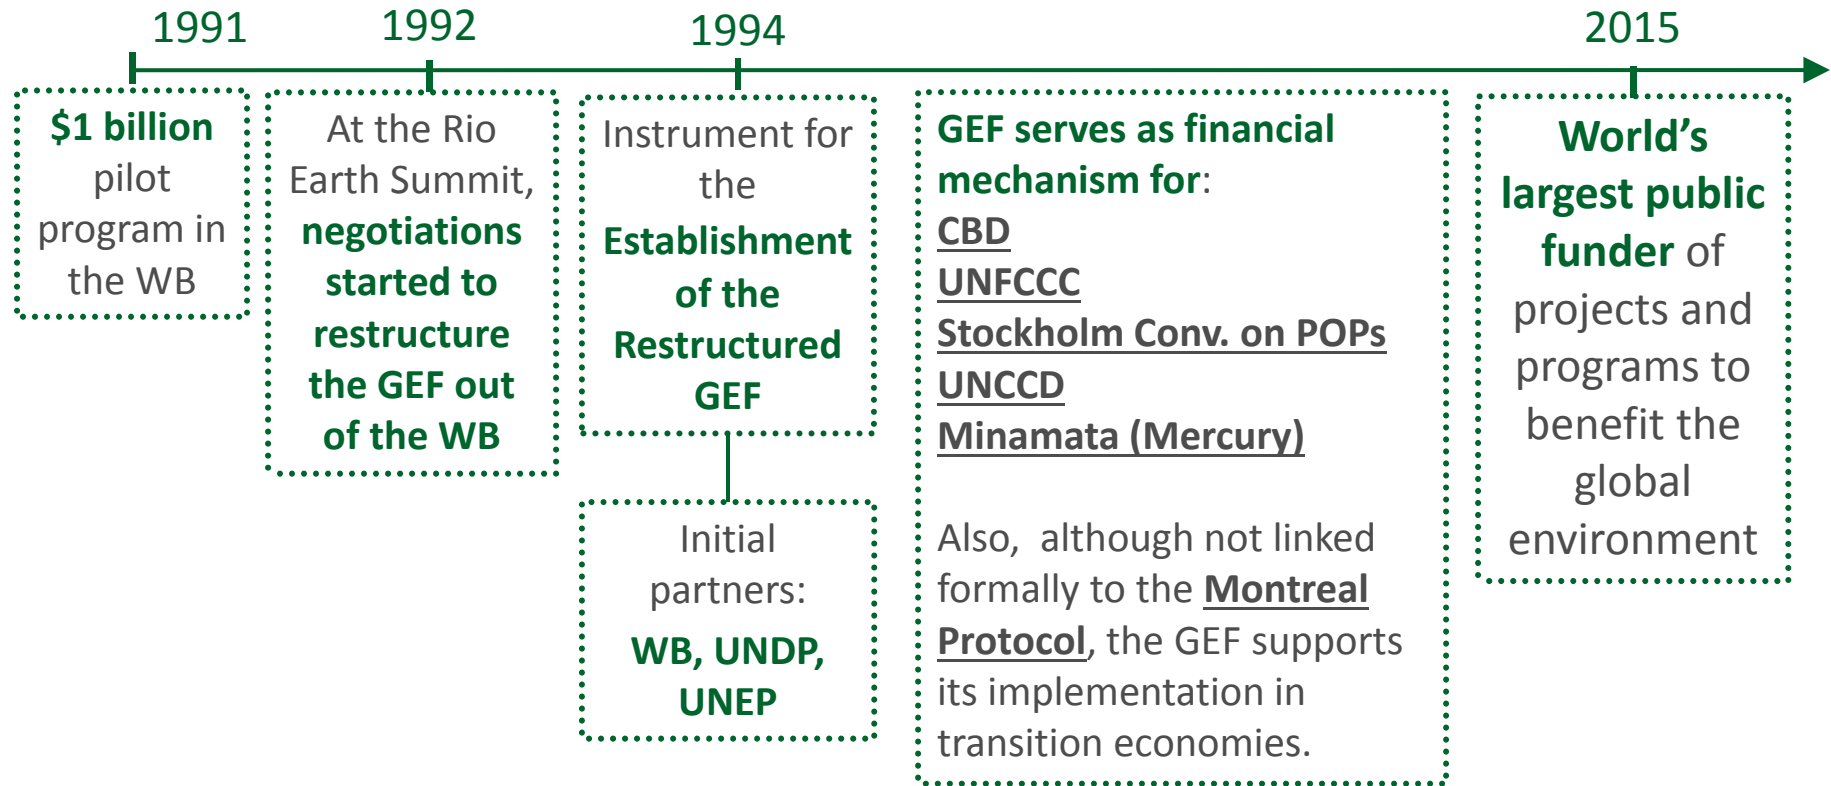 1991
1992
1994
2015
$1 billion
pilot
program in
the WB
At the Rio
Earth Summit,
negotiations
started to
restructure
the GEF out
of the WB
Instrument for
the
Establishment
of the
Restructured
GEF
Initial
partners:
WB, UNDP,
UNEP
GEF serves as financial
mechanism for:
CBD
UNFCCC
Stockholm Conv. on POPs
UNCCD
Minamata (Mercury)
Also,  although not linked
formally to the Montreal
Protocol, the GEF supports
its implementation in
transition economies.
World’s
largest public
funder of
projects and
programs to
benefit the
global
environment